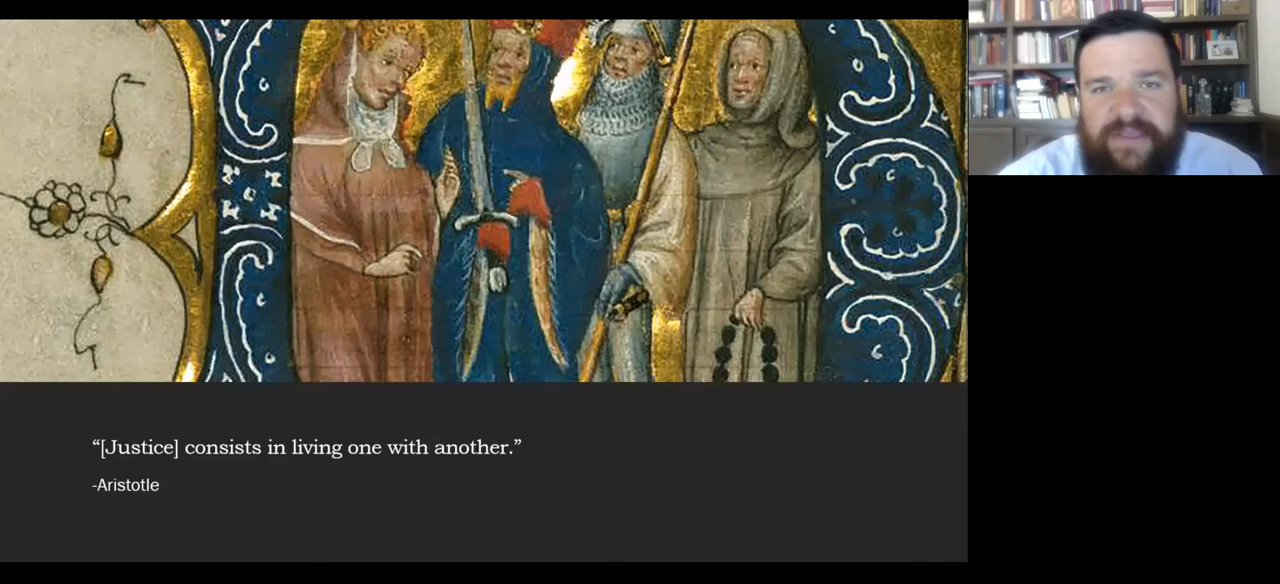 “[Justice] consists in living one with another.”
-Aristotle